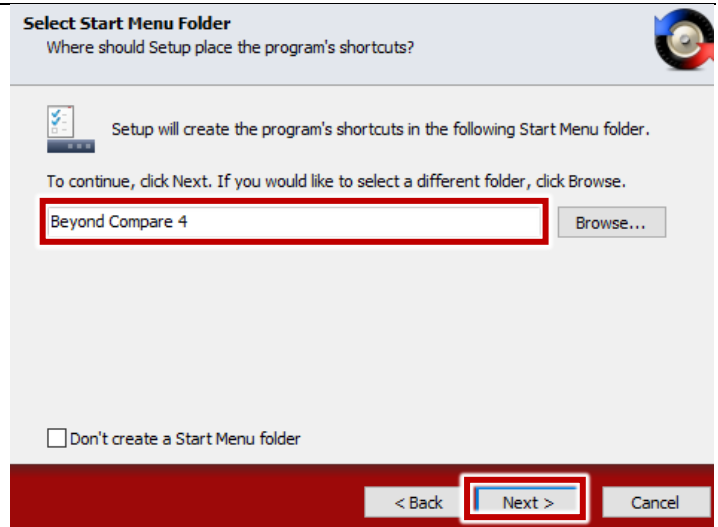 Select Start Menu Folder
Where should Setup place the program's shortcuts?
Setup will create the program's shortcuts in the following Start Menu folder.
To continue, click Next. If you would like to select a different folder, click Browse.
Beyond Compare 4
Browse...
Don't create a Start Menu folder
< Back
Next >
Cancel